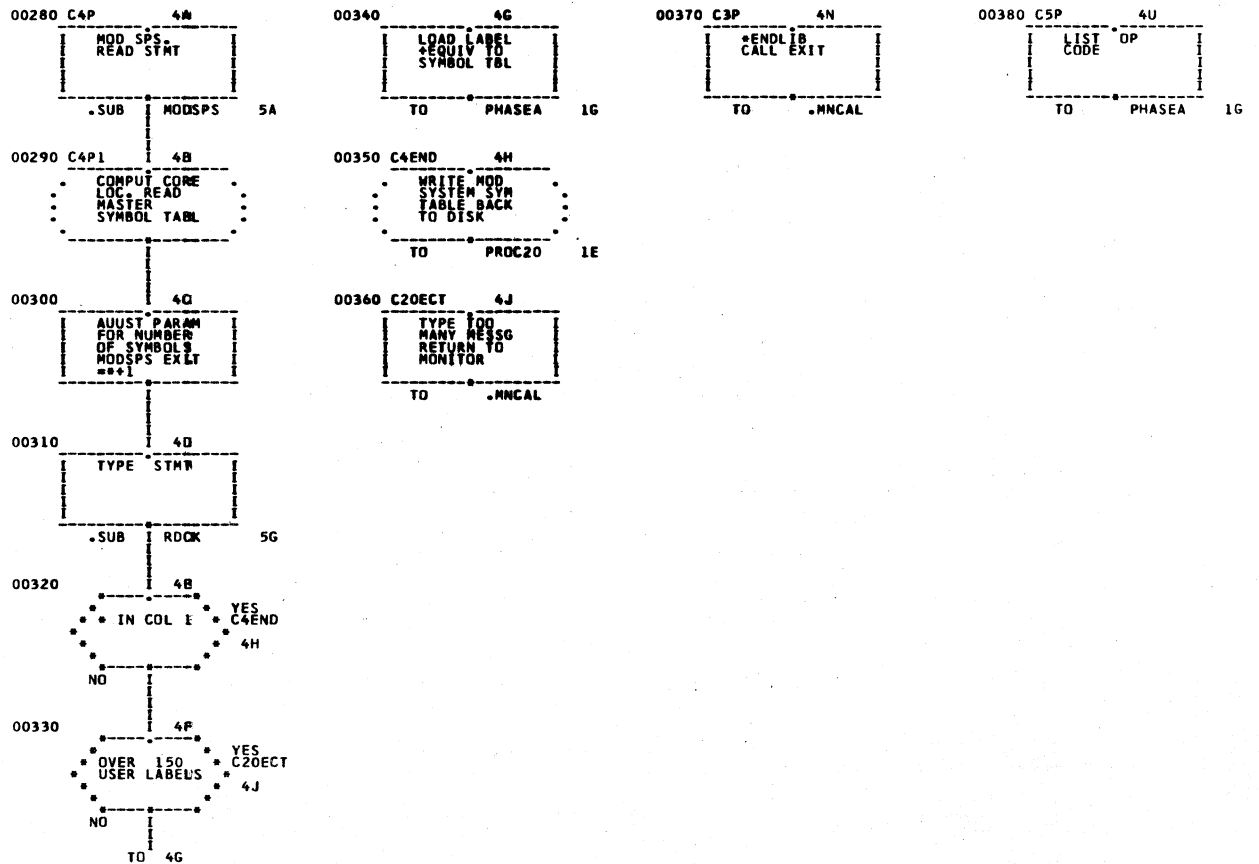 00280 C4P 4A
MOD SPS.
READ STMT
.SUB MODSPS 5A
00290 C4P1 4B
COMPUT CORE
LOC. READ
MASTER
SYMBOL TABL
00300 4C
AUUST PARAM
FOR NUMBER
OF SYMBOLS
MODSPS EXIT
=*+1
00310 4D
TYPE STMT
.SUB RDCK 5G
00320 4E
* IN COL 1
YES
C4END
4H
NO
00330 4F
OVER 150
USER LABELS
YES
C20ECT
4J
NO
TO 4G
00340 4G
LOAD LABEL
+EQUIV TO
SYMBOL TBL
TO PHASEA 1G
00350 C4END 4H
WRITE MOD
SYSTEM SYM
TABLE BACK
TO DISK
TO PROC20 1E
00360 C20ECT 4J
TYPE TOO
MANY MESSG
RETURN TO
MONITOR
TO .MNCAL
00370 C3P 4N
*ENDLIB
CALL EXIT
TO .MNCAL
00380 C5P 4U
LIST OP
CODE
TO PHASEA 1G